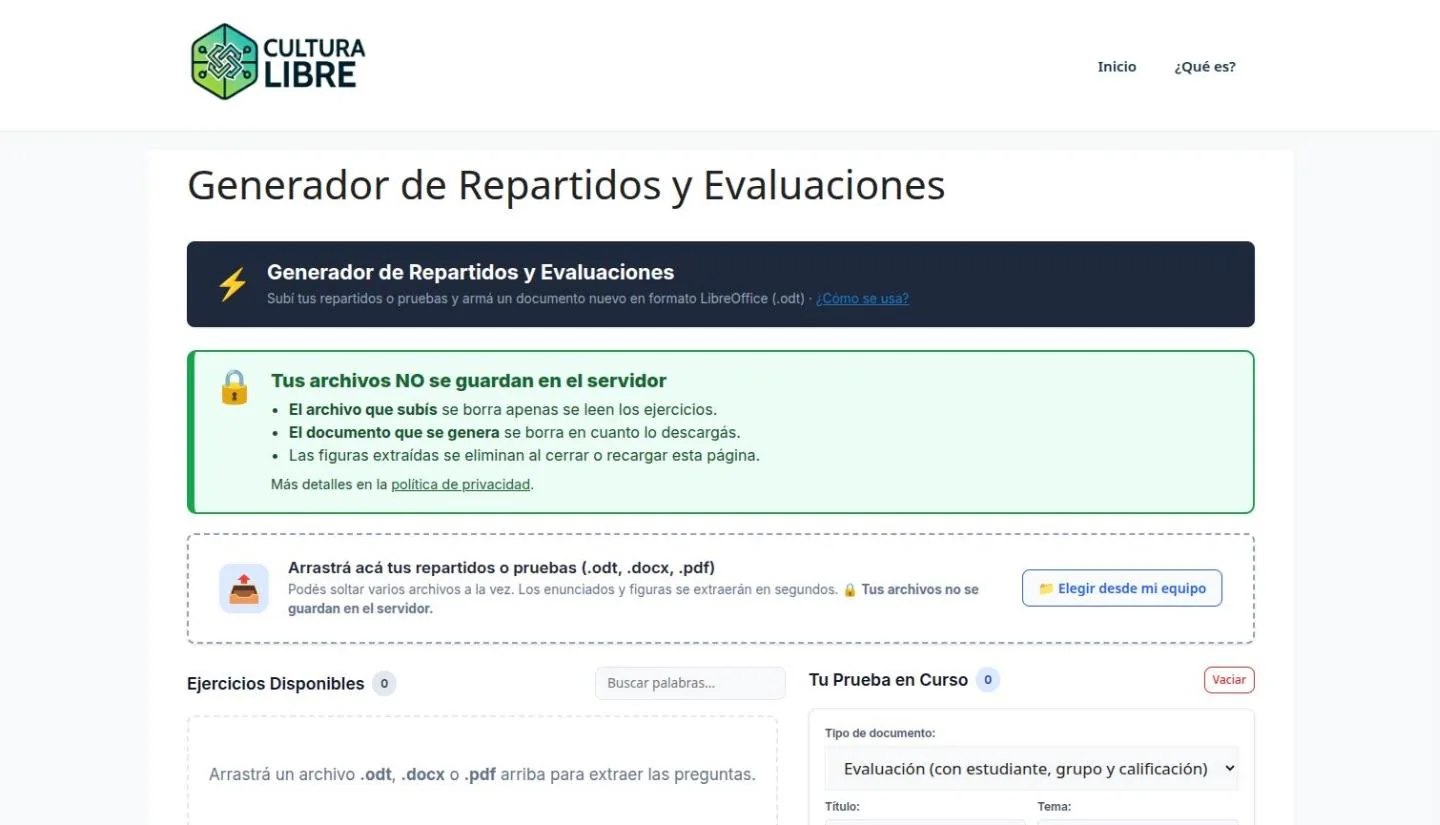 CULTURA
LIBRE
Inicio
¿Qué es?
Generador de Repartidos y Evaluaciones
Generador de Repartidos y Evaluaciones
Subí tus repartidos o pruebas y armá un documento nuevo en formato LibreOffice (.odt) · ¿Cómo se usa?
Tus archivos NO se guardan en el servidor
• El archivo que subís se borra apenas se leen los ejercicios.
• El documento que se genera se borra en cuanto lo descargás.
• Las figuras extraídas se eliminan al cerrar o recargar esta página.
Más detalles en la política de privacidad.
Arrastrá acá tus repartidos o pruebas (.odt, .docx, .pdf)
Podés soltar varios archivos a la vez. Los enunciados y figuras se extraerán en segundos. 🔒 Tus archivos no se
guardan en el servidor.
📁 Elegir desde mi equipo
Ejercicios Disponibles 0
Buscar palabras...
Arrastrá un archivo .odt, .docx o .pdf arriba para extraer las preguntas.
Tu Prueba en Curso 0
Vaciar
Tipo de documento:
Evaluación (con estudiante, grupo y calificación)
Título:
Tema: